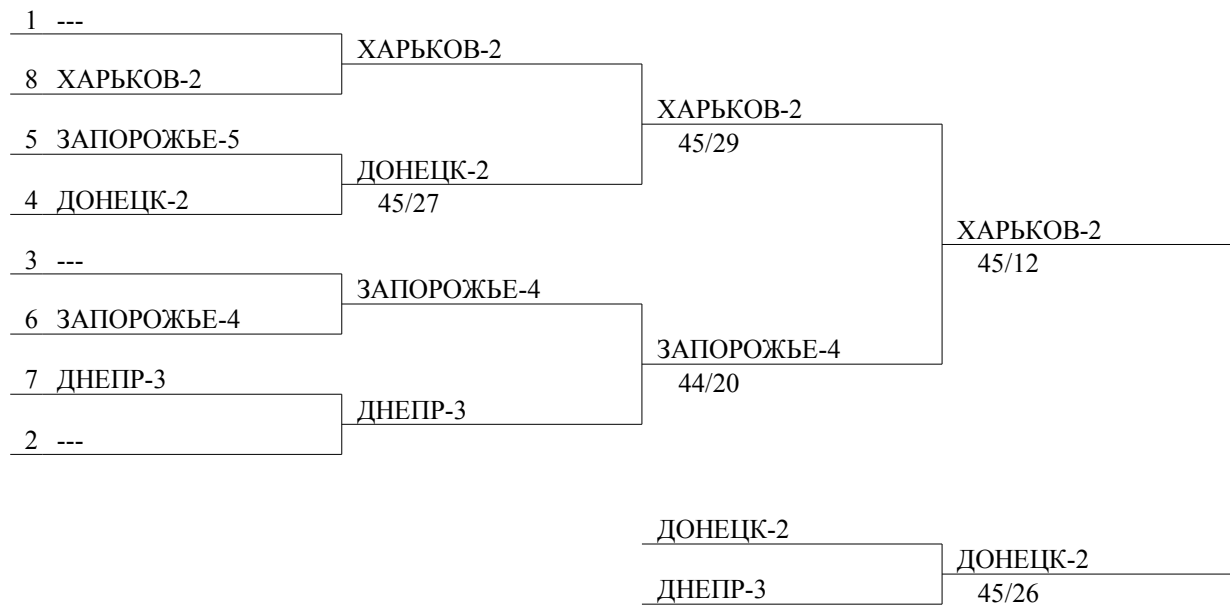 1 ---
ХАРЬКОВ-2
8 ХАРЬКОВ-2
ХАРЬКОВ-2
5 ЗАПОРОЖЬЕ-5
45/29
ДОНЕЦК-2
4 ДОНЕЦК-2
45/27
ХАРЬКОВ-2
3 ---
45/12
ЗАПОРОЖЬЕ-4
6 ЗАПОРОЖЬЕ-4
ЗАПОРОЖЬЕ-4
7 ДНЕПР-3
44/20
ДНЕПР-3
2 ---
ДОНЕЦК-2
ДОНЕЦК-2
ДНЕПР-3
45/26